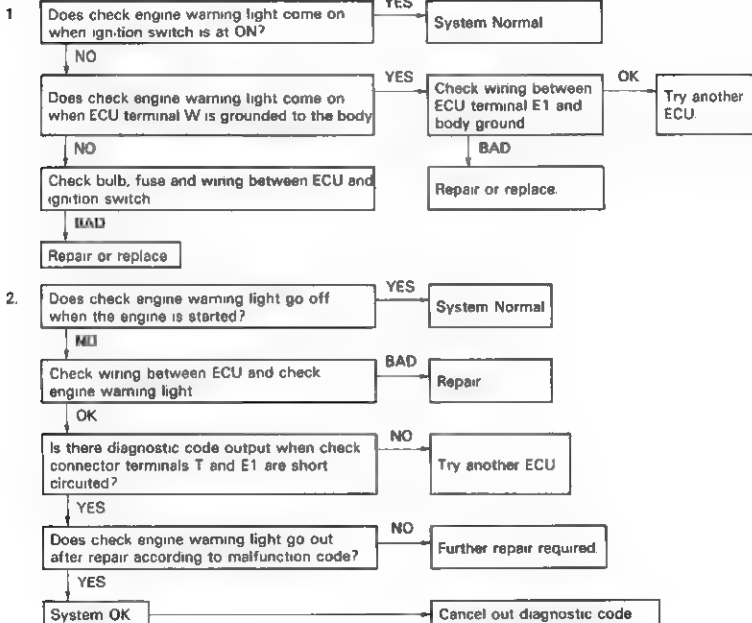 1 Does check engine warning light come on
when ignition switch is at ON?
YES
System Normal
NO
Does check engine warning light come on
when ECU terminal W is grounded to the body
YES
Check wiring between
ECU terminal E1 and
body ground
OK
Try another
ECU.
NO
BAD
Check bulb, fuse and wiring between ECU and
ignition switch
Repair or replace.
BAD
Repair or replace
2. Does check engine warning light go off
when the engine is started?
YES
System Normal
NO
Check wiring between ECU and check
engine warning light
BAD
Repair
OK
Is there diagnostic code output when check
connector terminals T and E1 are short
circuited?
NO
Try another ECU
YES
Does check engine warning light go out
after repair according to malfunction code?
NO
Further repair required.
YES
System OK
Cancel out diagnostic code